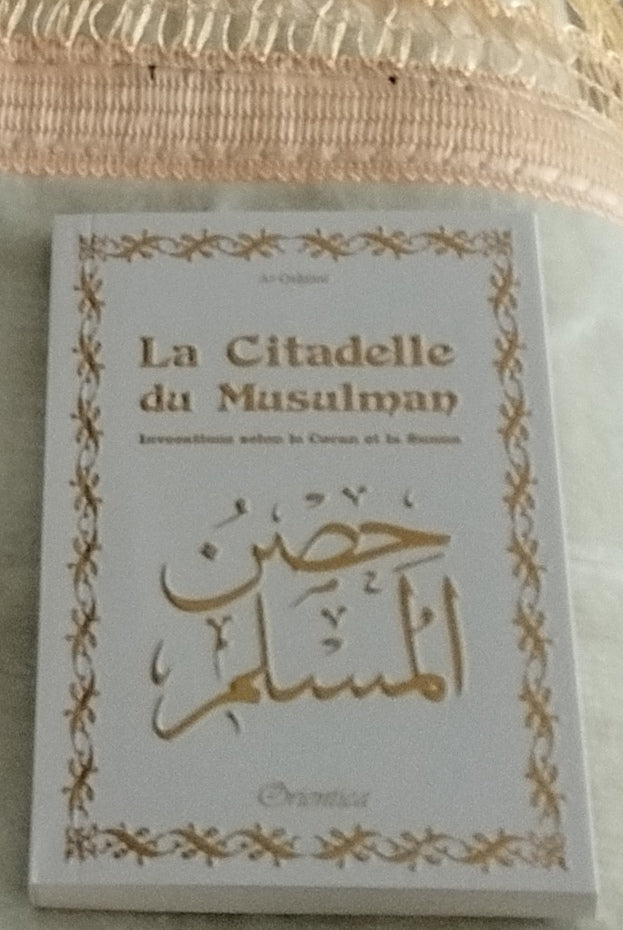 La Citadelle
du Musulman
Invocations selon le Coran et la Sunna
حصن
المسلم
Orientica